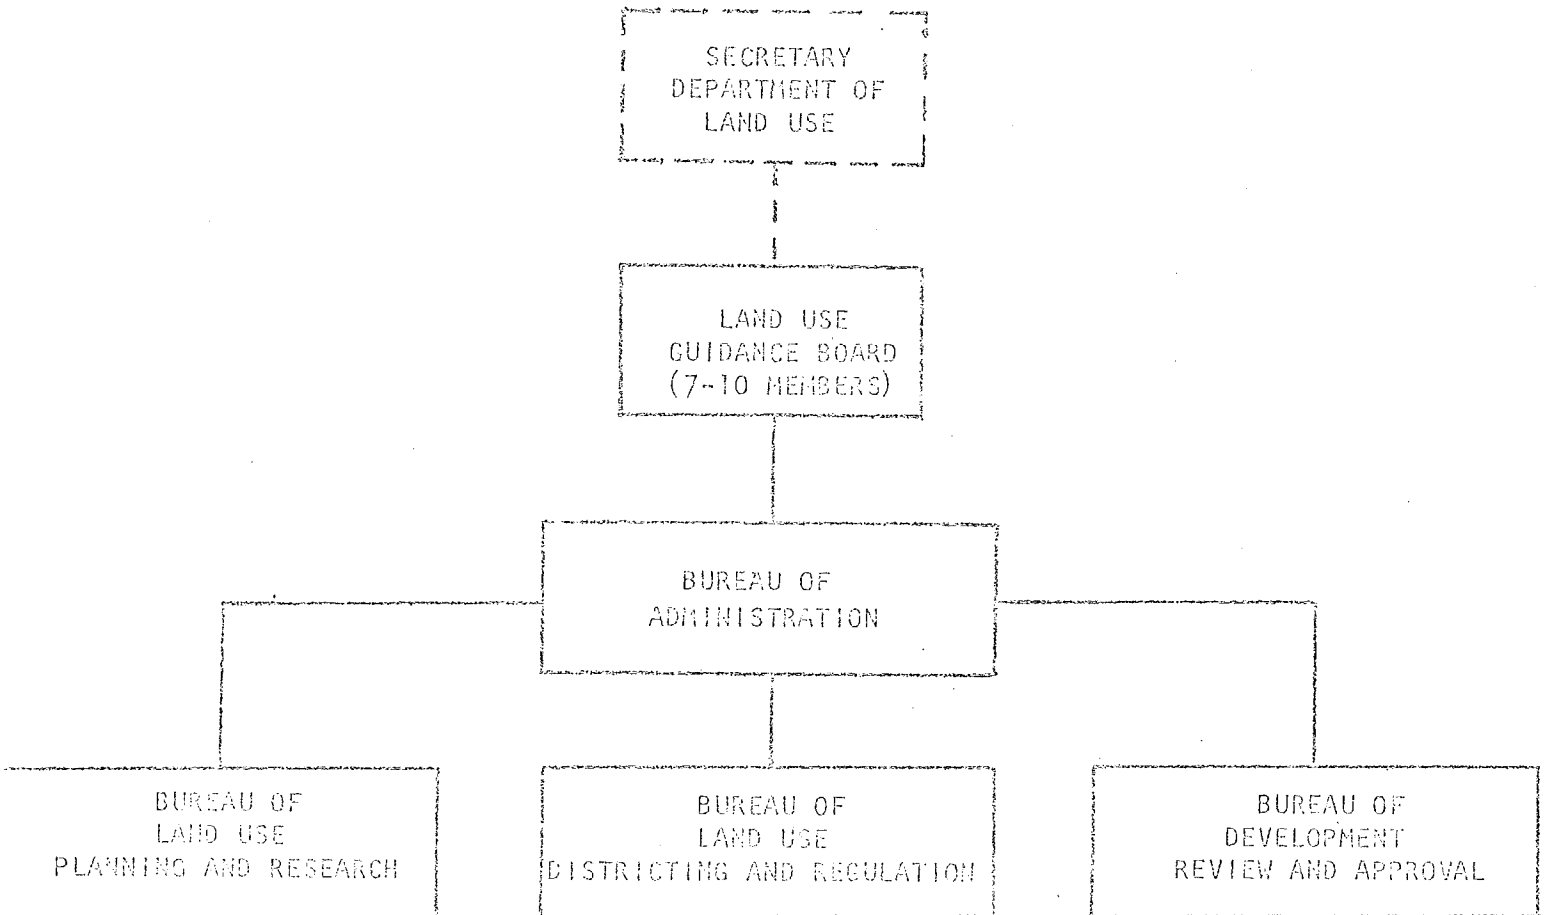 SECRETARY
DEPARTMENT OF
LAND USE
LAND USE
GUIDANCE BOARD
(7-10 MEMBERS)
BUREAU OF
ADMINISTRATION
BUREAU OF
LAND USE
PLANNING AND RESEARCH
BUREAU OF
LAND USE
DISTRICTING AND REGULATION
BUREAU OF
DEVELOPMENT
REVIEW AND APPROVAL